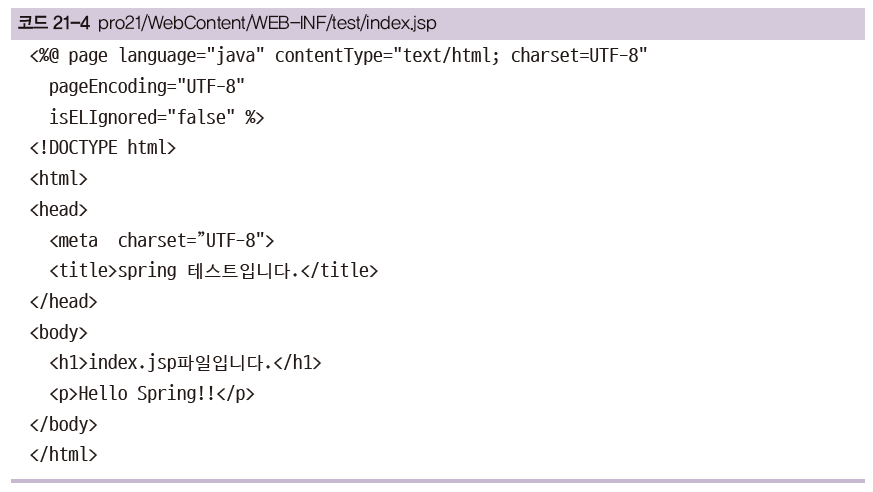 코드 21-4 pro21/WebContent/WEB-INF/test/index.jsp
<%@ page language="java" contentType="text/html; charset=UTF-8"
  pageEncoding="UTF-8"
  isELIgnored="false" %>
<!DOCTYPE html>
<html>
<head>
  <meta  charset=”UTF-8">
  <title>spring 테스트입니다.</title>
</head>
<body>
  <h1>index.jsp파일입니다.</h1>
  <p>Hello Spring!!</p>
</body>
</html>